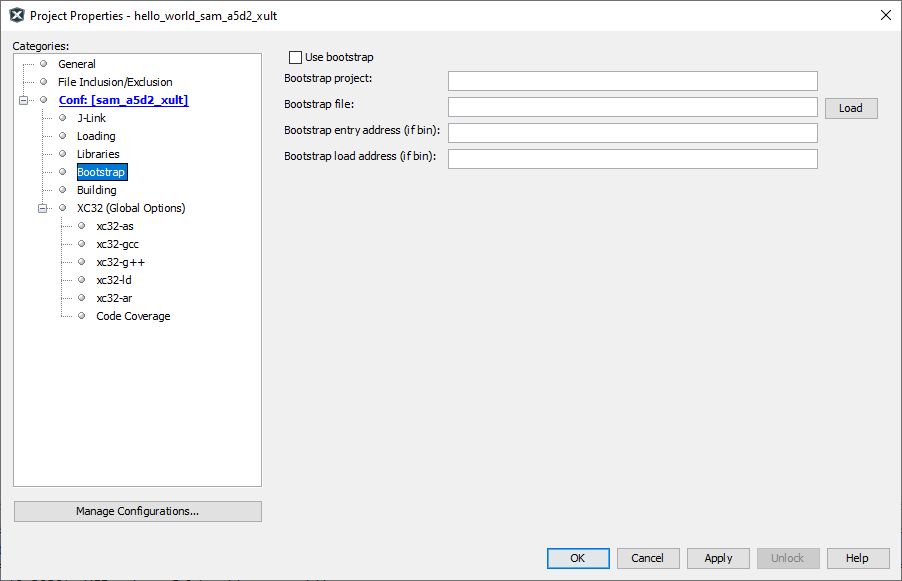 Project Properties - hello_world_sam_a5d2_xult
Categories:
General
File Inclusion/Exclusion
Conf: [sam_a5d2_xult]
J-Link
Loading
Libraries
Bootstrap
Building
XC32 (Global Options)
xc32-as
xc32-gcc
xc32-g++
xc32-ld
xc32-ar
Code Coverage
Manage Configurations...
Use bootstrap
Bootstrap project:
Bootstrap file:
Load
Bootstrap entry address (if bin):
Bootstrap load address (if bin):
OK
Cancel
Apply
Unlock
Help